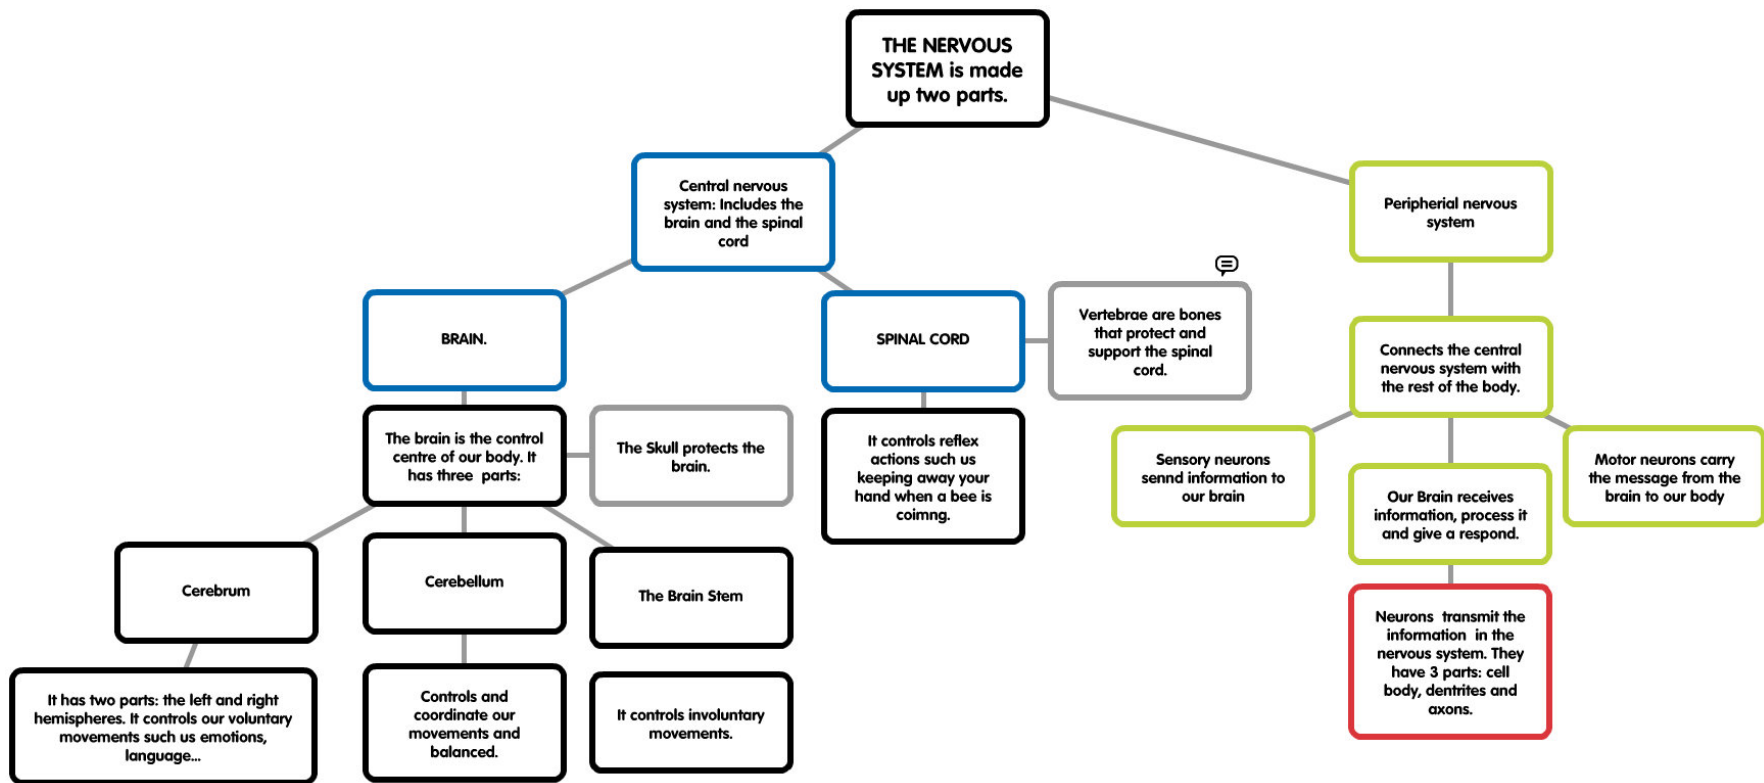 THE NERVOUS
SYSTEM is made
up two parts.
Central nervous
system: Includes the
brain and the spinal
cord
Peripherial nervous
system
BRAIN.
SPINAL CORD
Vertebrae are bones
that protect and
support the spinal
cord.
Connects the central
nervous system with
the rest of the body.
The brain is the control
centre of our body. It
has three parts:
The Skull protects the
brain.
It controls reflex
actions such us
keeping away your
hand when a bee is
coimng.
Sensory neurons
sennd information to
our brain
Our Brain receives
information, process it
and give a respond.
Motor neurons carry
the message from the
brain to our body
Cerebrum
Cerebellum
The Brain Stem
Neurons transmit the
information in the
nervous system. They
have 3 parts: cell
body, dentrites and
axons.
It has two parts: the left and right
hemispheres. It controls our voluntary
movements such us emotions,
language...
Controls and
coordinate our
movements and
balanced.
It controls involuntary
movements.